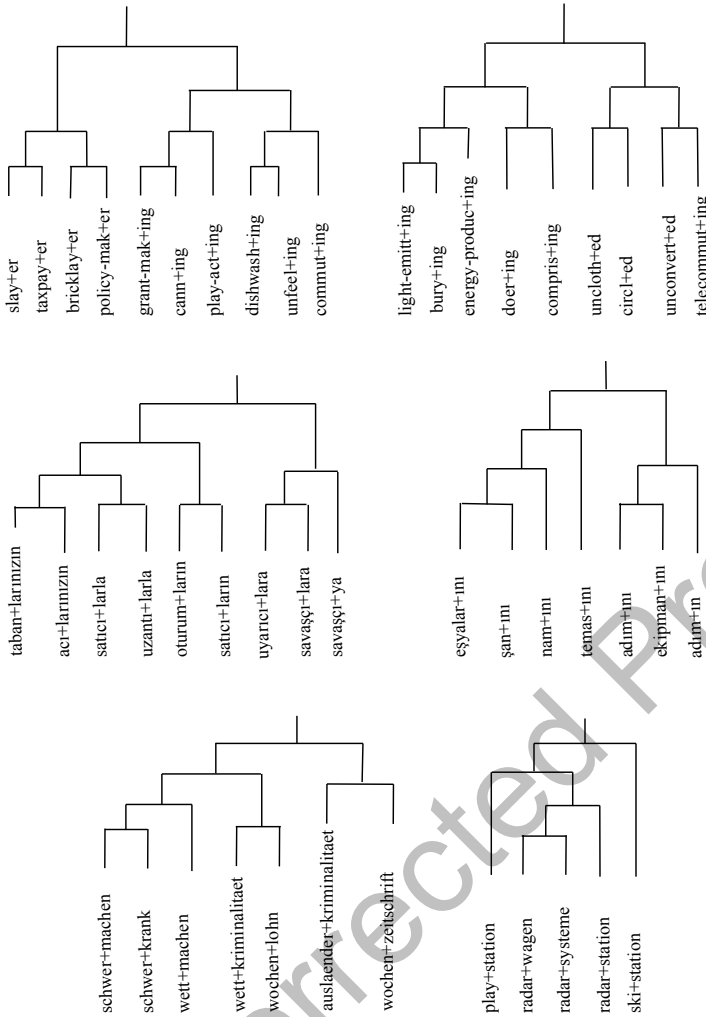 slay+er
taxpay+er
bricklay+er
policy-mak+er
grant-mak+ing
cann+ing
play-act+ing
dishwash+ing
unfeel+ing
commut+ing
light-emitt+ing
bury+ing
energy-produc+ing
doer+ing
compris+ing
uncloth+ed
circl+ed
unconvert+ed
telecommut+ing
taban+larınızın
acı+larınızın
satıcı+larla
uzantı+larla
oturum+ların
satıcı+ların
uyarıcı+lara
savaşçı+lara
savaşçı+ya
eşyalar+ını
şan+ını
nam+ını
temas+ını
adım+ını
ekipman+ını
adım+ın
schwer+machen
schwer+krank
wett+machen
wett+kriminalitaet
wochen+lohn
auslaender+kriminalitaet
wochen+zeitschrift
play+station
radar+wagen
radar+systeme
radar+station
ski+station